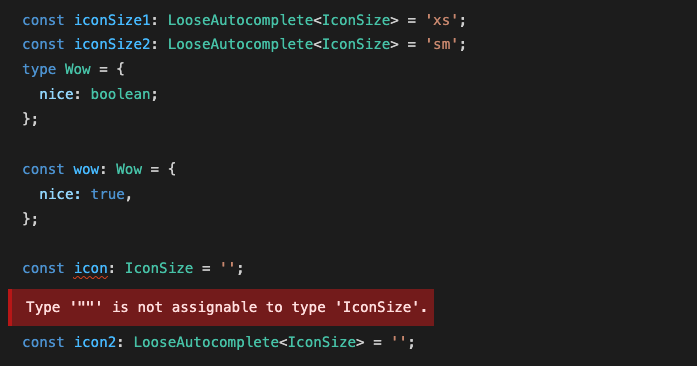 const iconSize1: LooseAutocomplete<IconSize> = 'xs';
const iconSize2: LooseAutocomplete<IconSize> = 'sm';
type Wow = {
  nice: boolean;
};
const wow: Wow = {
  nice: true,
};
const icon: IconSize = '';
Type '""' is not assignable to type 'IconSize'.
const icon2: LooseAutocomplete<IconSize> = '';